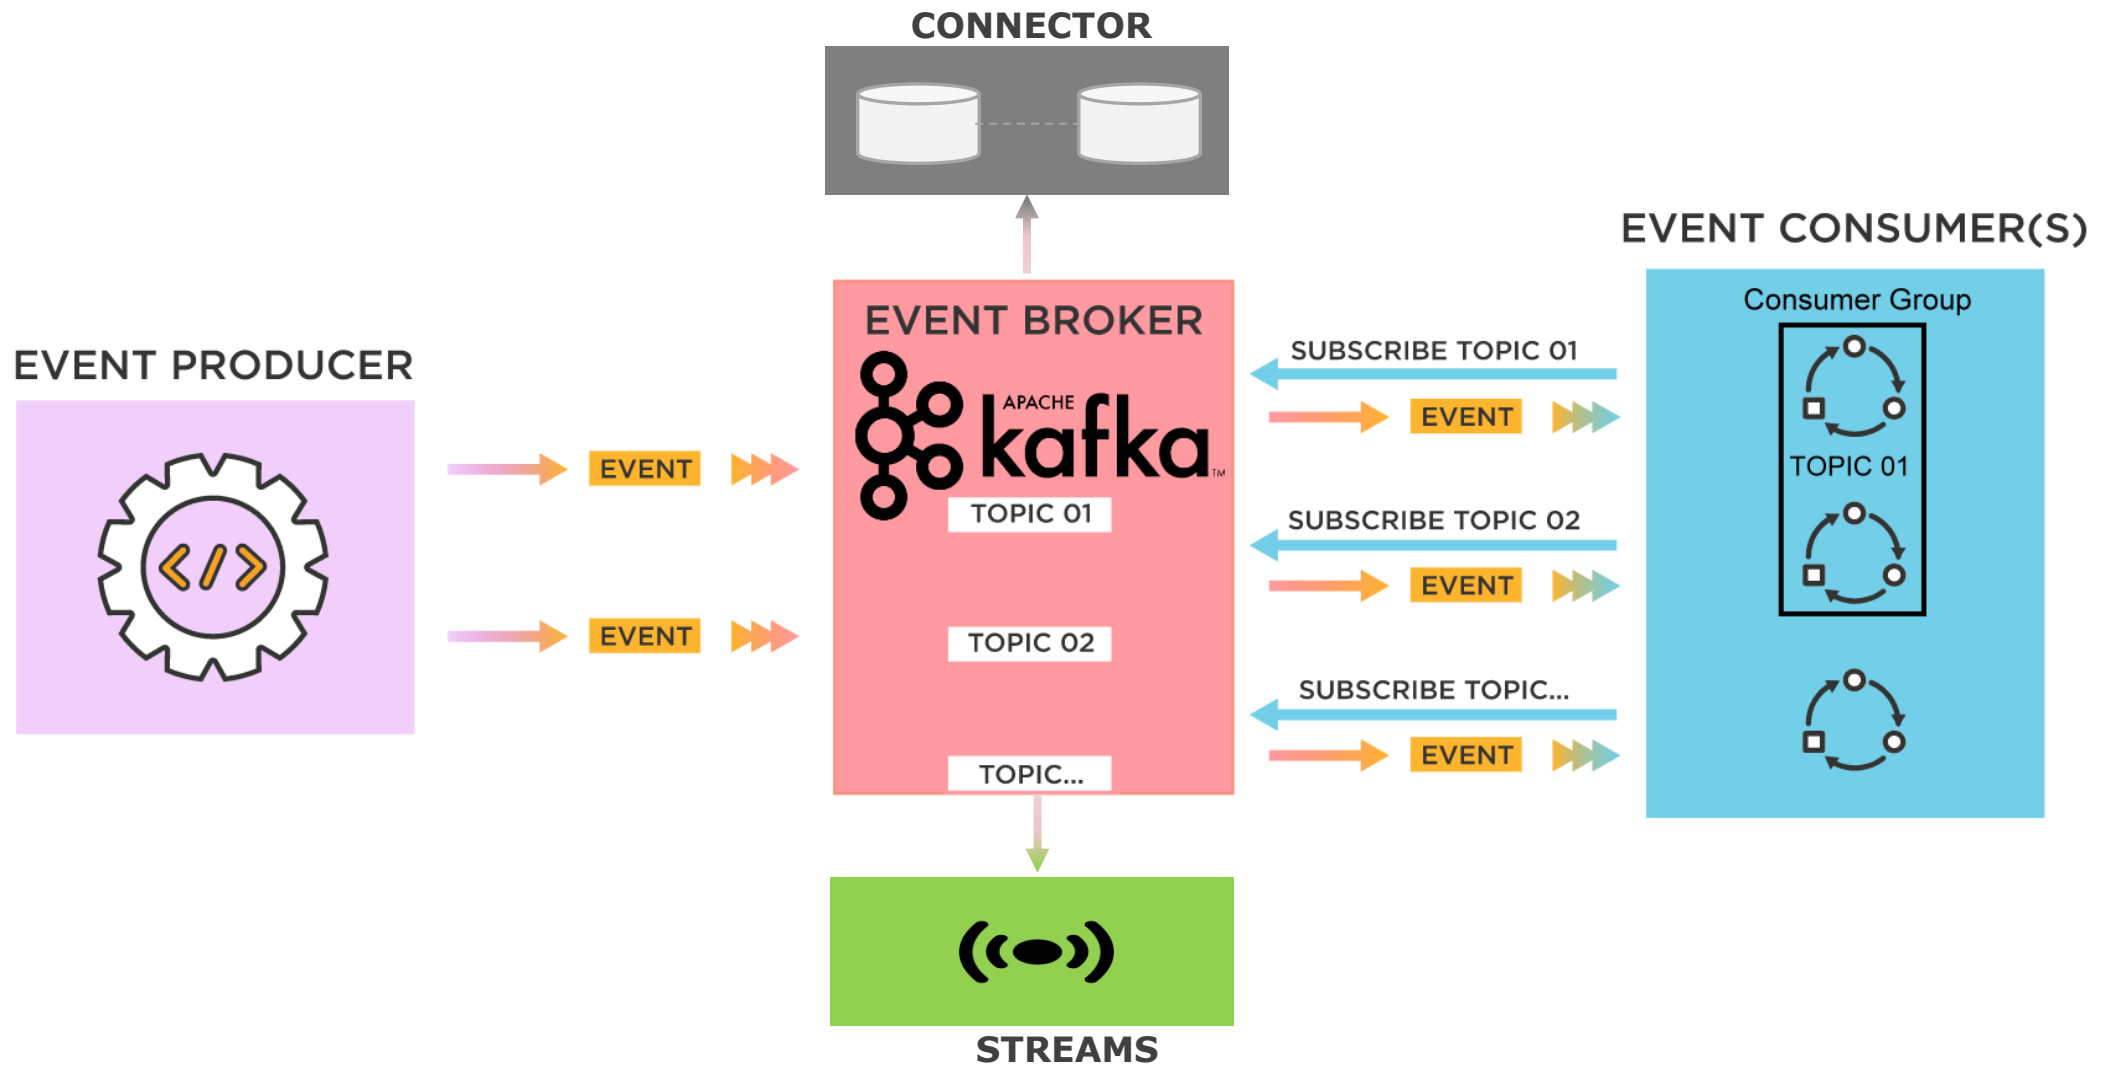 CONNECTOR
EVENT PRODUCER
</>
EVENT
EVENT
EVENT BROKER
APACHE
kafka™
TOPIC 01
TOPIC 02
TOPIC...
SUBSCRIBE TOPIC 01
EVENT
SUBSCRIBE TOPIC 02
EVENT
SUBSCRIBE TOPIC...
EVENT
EVENT CONSUMER(S)
Consumer Group
TOPIC 01
STREAMS